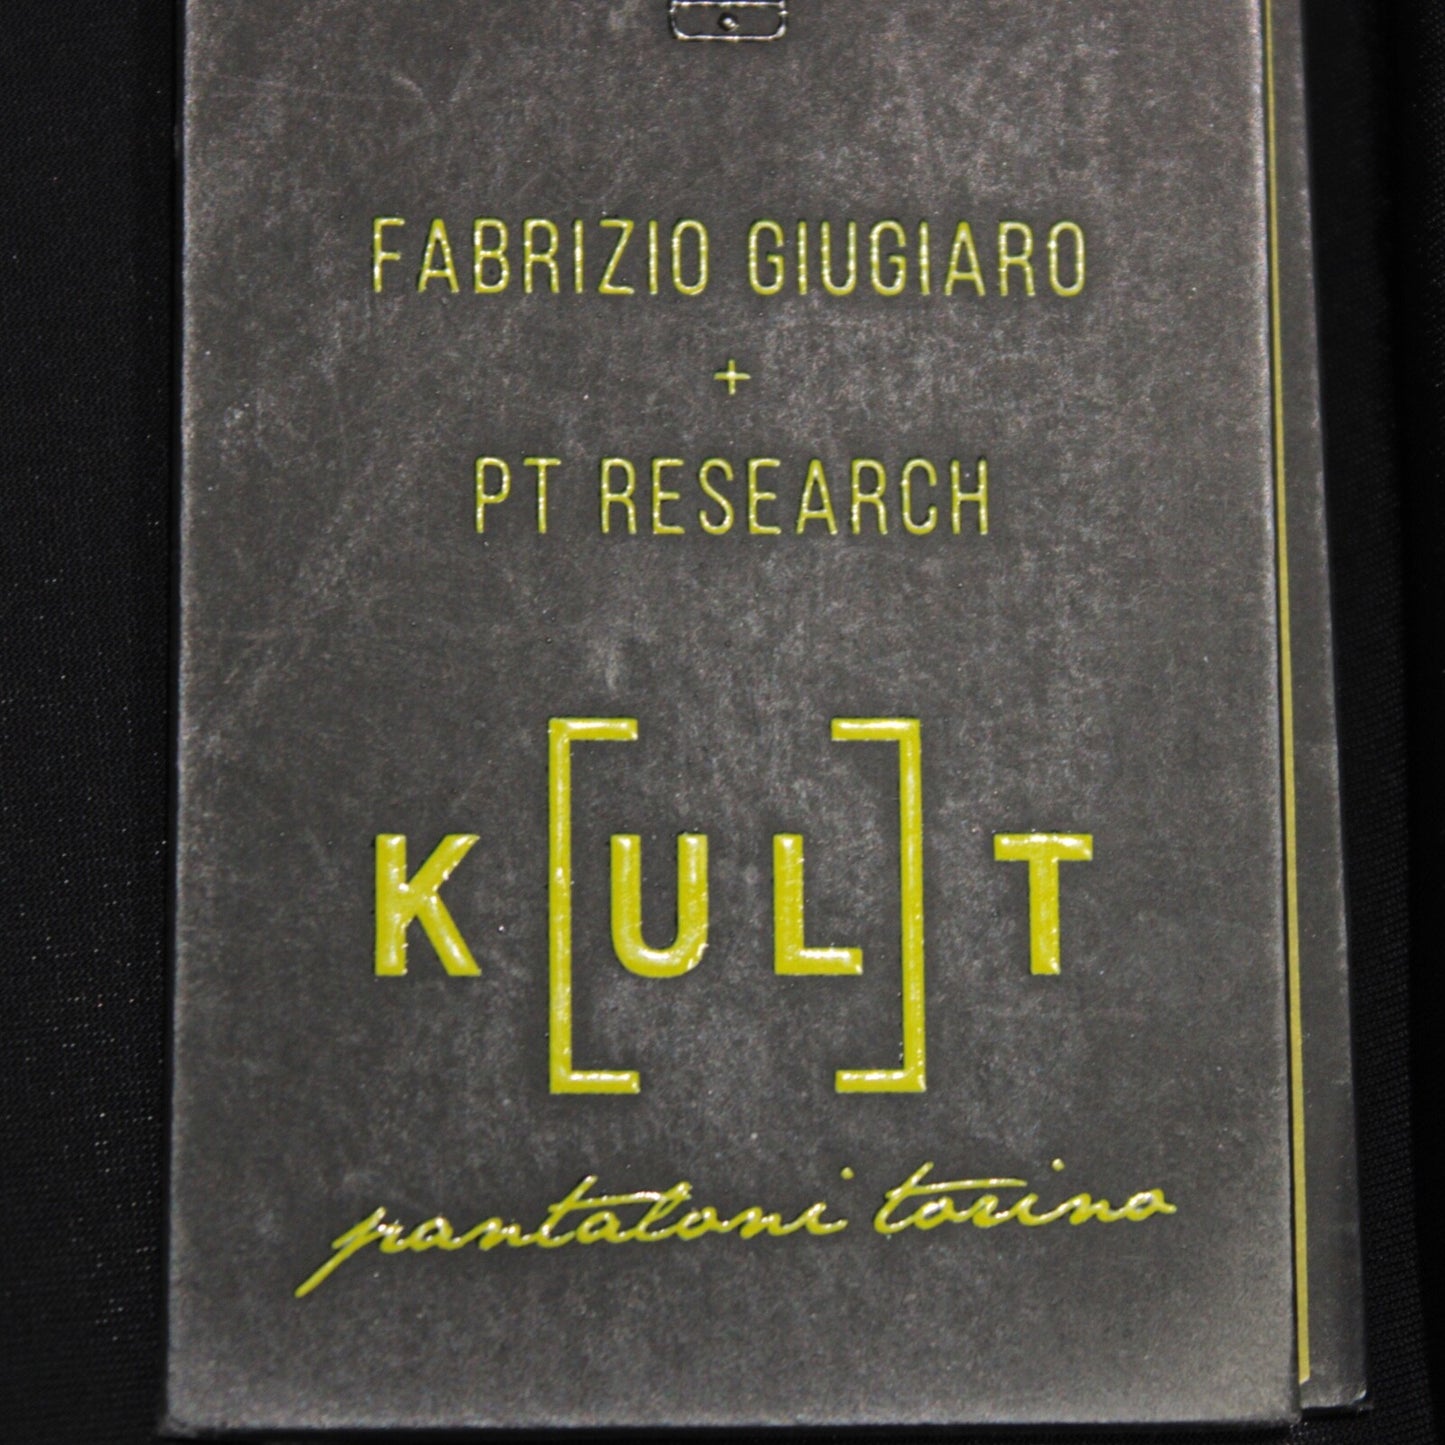 FABRIZIO GIUGIARO
+
PT RESEARCH
K[UL]T
pantaloni torino